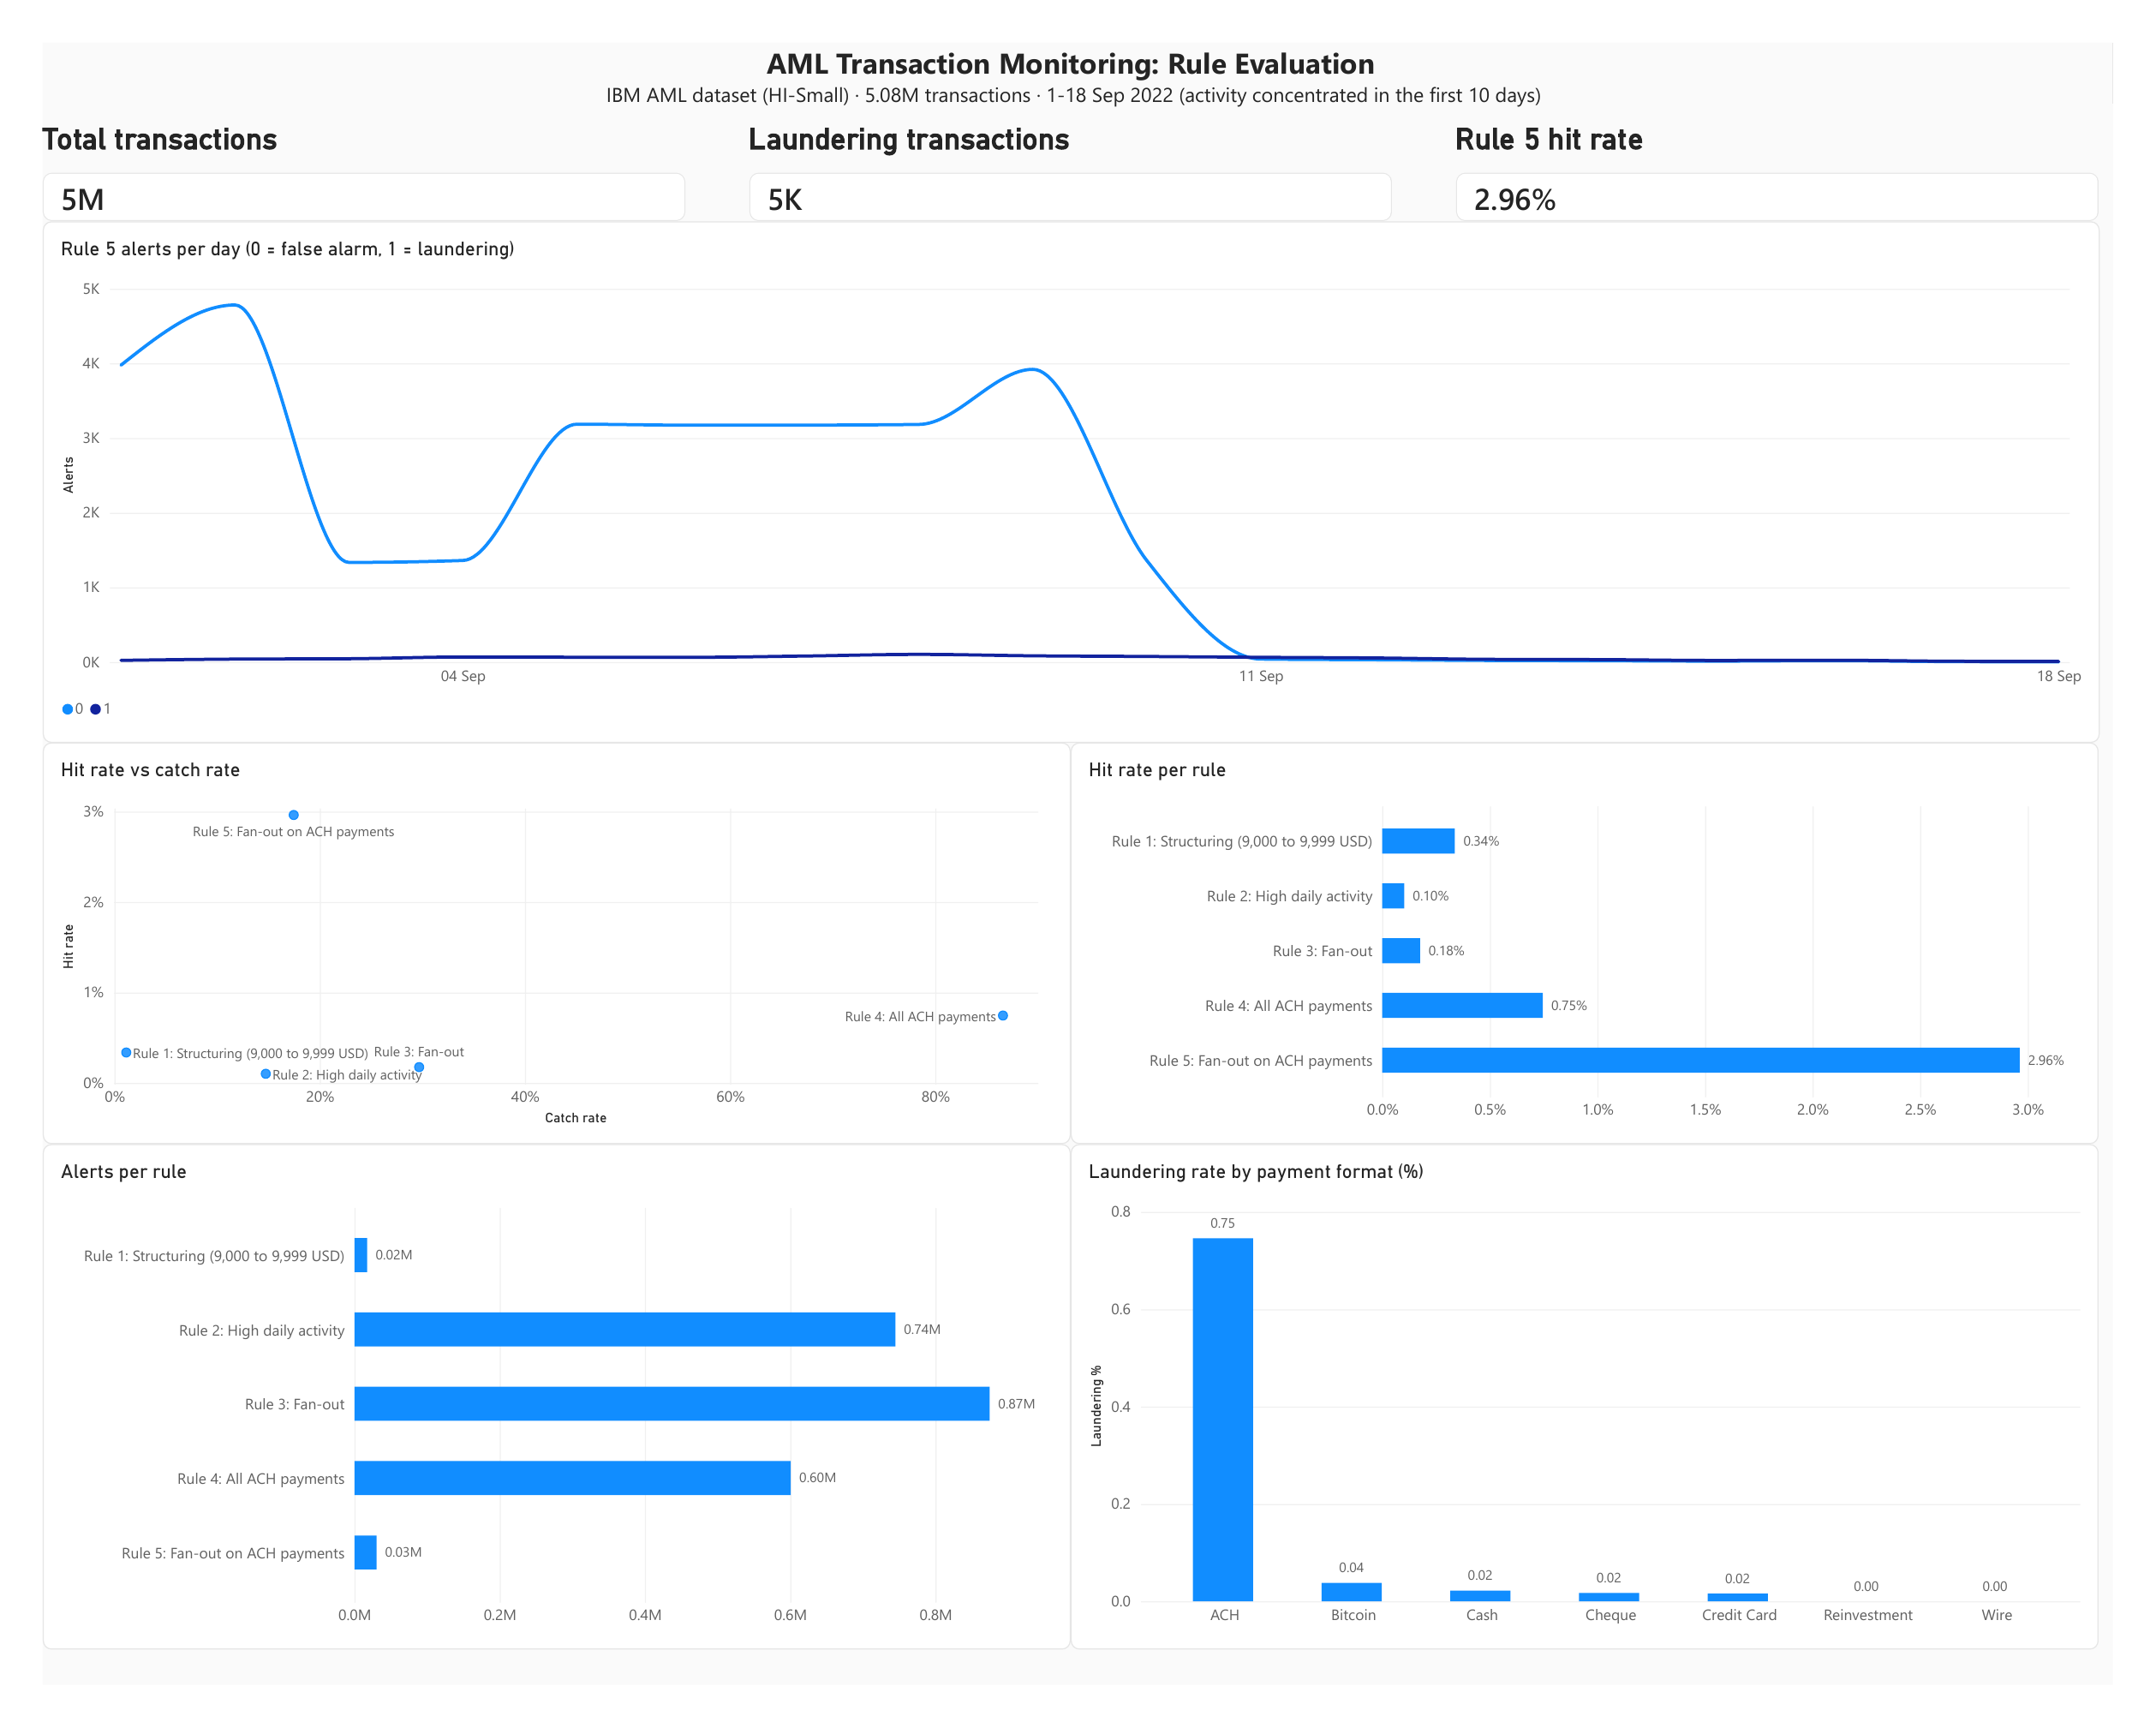 AML Transaction Monitoring: Rule Evaluation
IBM AML dataset (HI-Small) · 5.08M transactions · 1-18 Sep 2022 (activity concentrated in the first 10 days)
Total transactions
5M
Laundering transactions
5K
Rule 5 hit rate
2.96%
Rule 5 alerts per day (0 = false alarm, 1 = laundering)
Alerts
5K
4K
3K
2K
1K
0K
04 Sep
11 Sep
18 Sep
0
1
Hit rate vs catch rate
Hit rate
3%
2%
1%
0%
Rule 5: Fan-out on ACH payments
Rule 4: All ACH payments
Rule 1: Structuring (9,000 to 9,999 USD)
Rule 3: Fan-out
Rule 2: High daily activity
0%
20%
40%
60%
80%
Catch rate
Hit rate per rule
Rule 1: Structuring (9,000 to 9,999 USD)
0.34%
Rule 2: High daily activity
0.10%
Rule 3: Fan-out
0.18%
Rule 4: All ACH payments
0.75%
Rule 5: Fan-out on ACH payments
2.96%
0.0%
0.5%
1.0%
1.5%
2.0%
2.5%
3.0%
Alerts per rule
Rule 1: Structuring (9,000 to 9,999 USD)
0.02M
Rule 2: High daily activity
0.74M
Rule 3: Fan-out
0.87M
Rule 4: All ACH payments
0.60M
Rule 5: Fan-out on ACH payments
0.03M
0.0M
0.2M
0.4M
0.6M
0.8M
Laundering rate by payment format (%)
Laundering %
0.8
0.6
0.4
0.2
0.0
0.75
0.04
0.02
0.02
0.02
0.00
0.00
ACH
Bitcoin
Cash
Cheque
Credit Card
Reinvestment
Wire